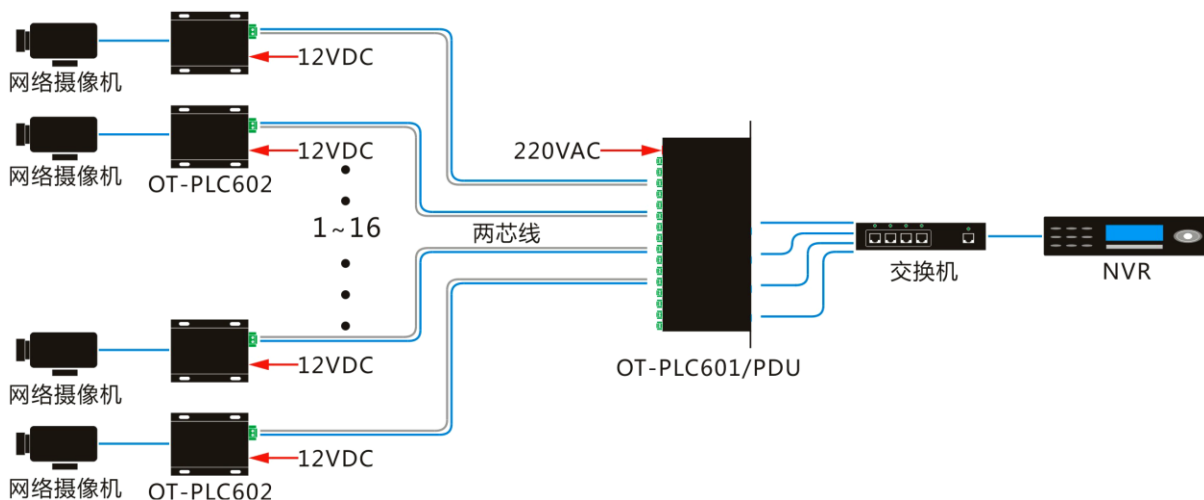 12VDC
网络摄像机
12VDC
220VAC
网络摄像机
OT-PLC602
1~16
两芯线
交换机
NVR
12VDC
OT-PLC601/PDU
网络摄像机
12VDC
网络摄像机
OT-PLC602